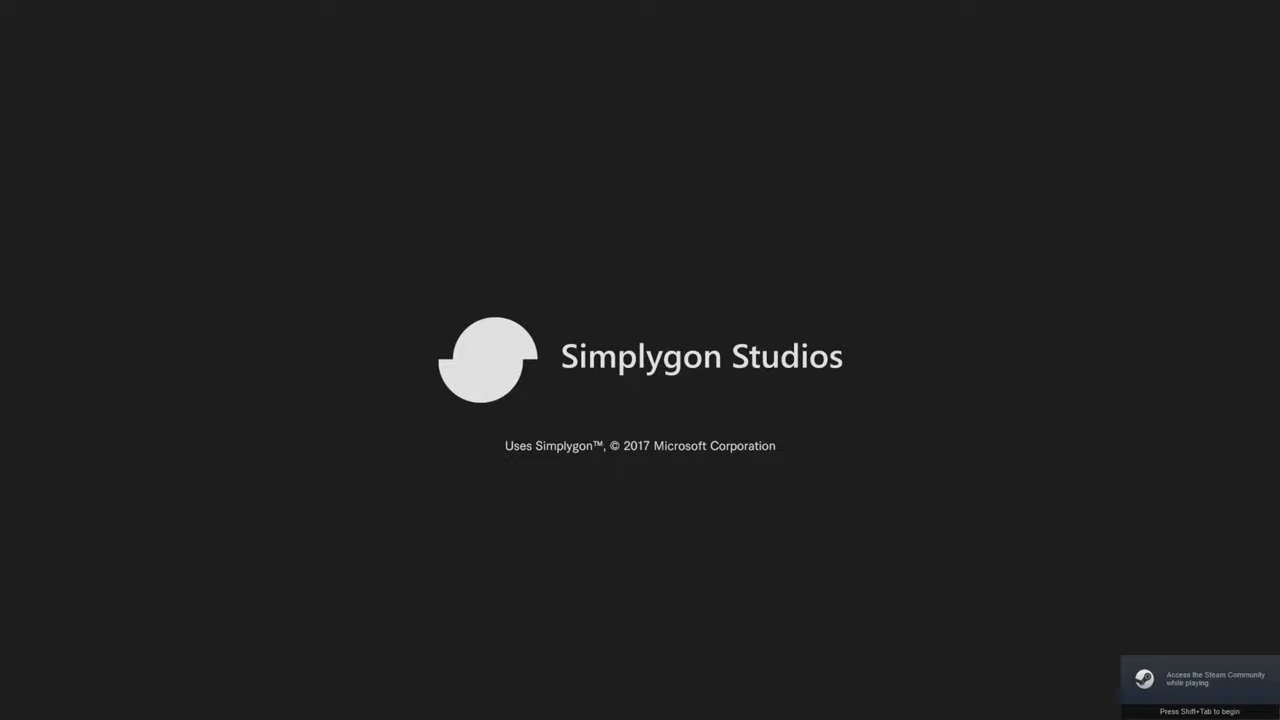 Simplygon Studios
Uses Simplygon™, © 2017 Microsoft Corporation
Access the Steam Community
while playing
Press Shift+Tab to begin